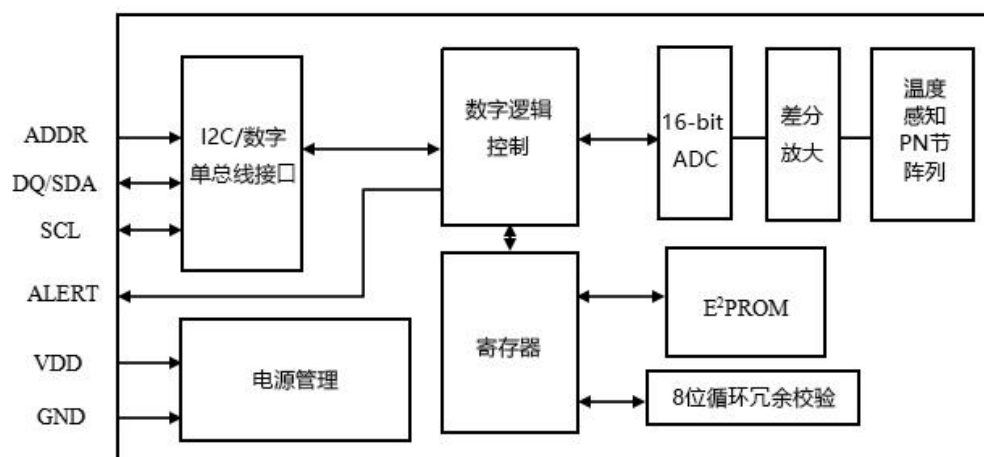 ADDR
DQ/SDA
SCL
ALERT
VDD
GND
I2C/数字
单总线接口
电源管理
数字逻辑
控制
寄存器
16-bit
ADC
差分
放大
温度
感知
PN节
阵列
E²PROM
8位循环冗余校验